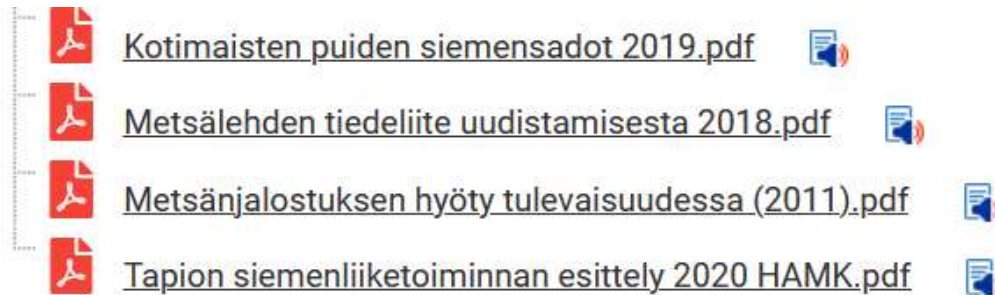 Kotimaisten puiden siemensadot 2019.pdf
Metsälehden tiedeliite uudistamisesta 2018.pdf
Metsänjalostuksen hyöty tulevaisuudessa (2011).pdf
Tapion siemenliiketoiminnan esittely 2020 HAMK.pdf